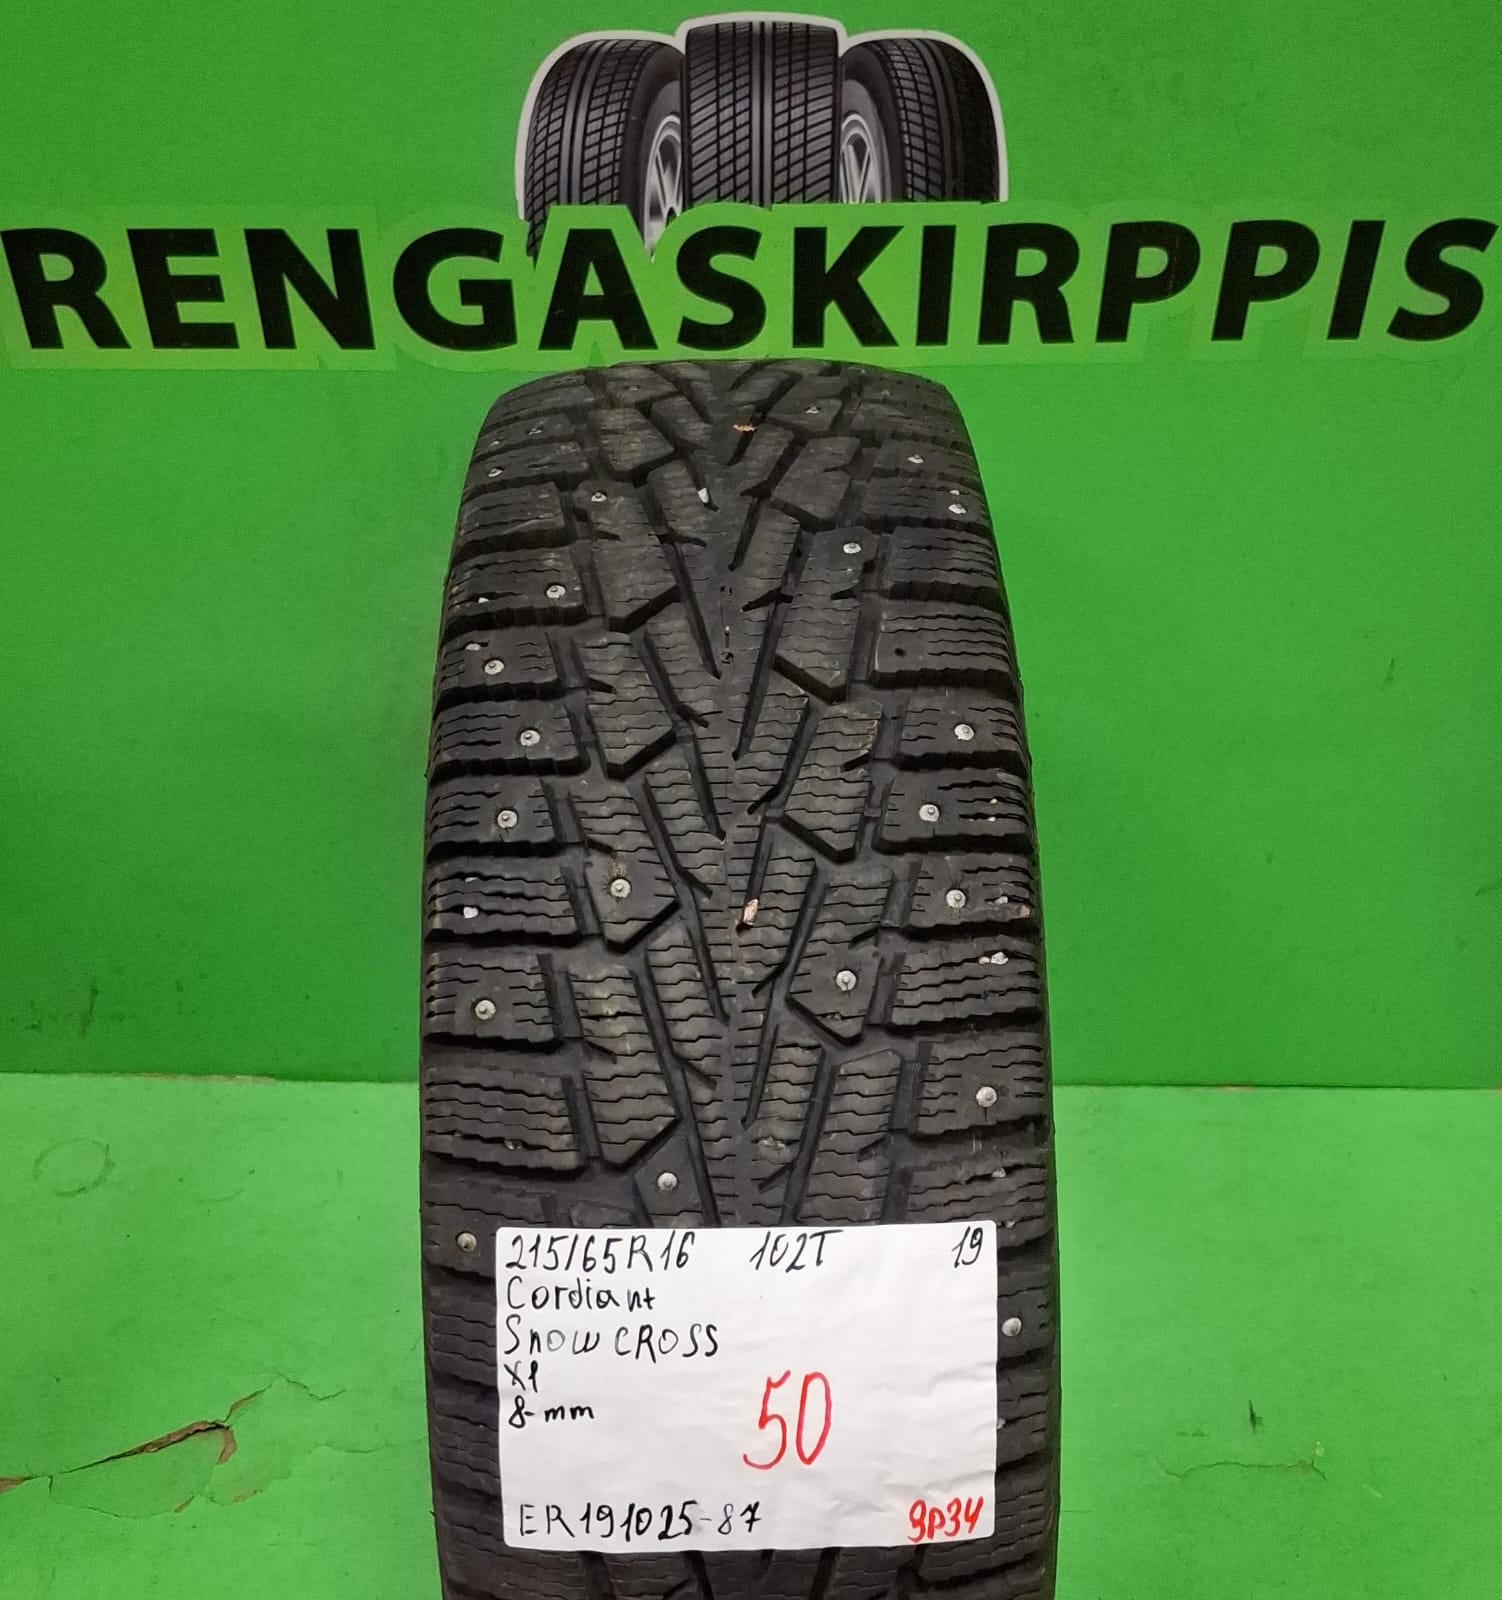 RENGASKIRPPIS
215/65R16 102T 19
Cordiant
Snow CROSS
X1
8-mm
50
ER191025-87 9P34